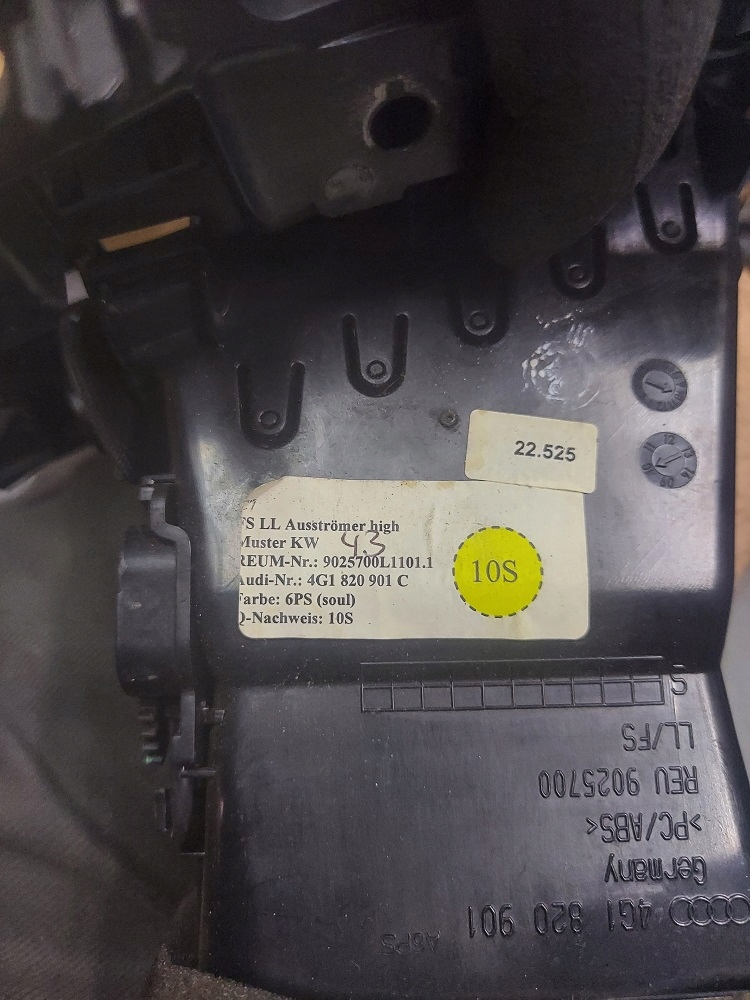 22.525
FS LL Ausströmer high
Muster KW 43
REUM-Nr.: 9025700L1101.1
Audi-Nr.: 4G1 820 901 C
Farbe: 6PS (soul)
Q-Nachweis: 10S
10S
LL/FS
REU 9025700
>PC/ABS<
Germany
4G1 820 901